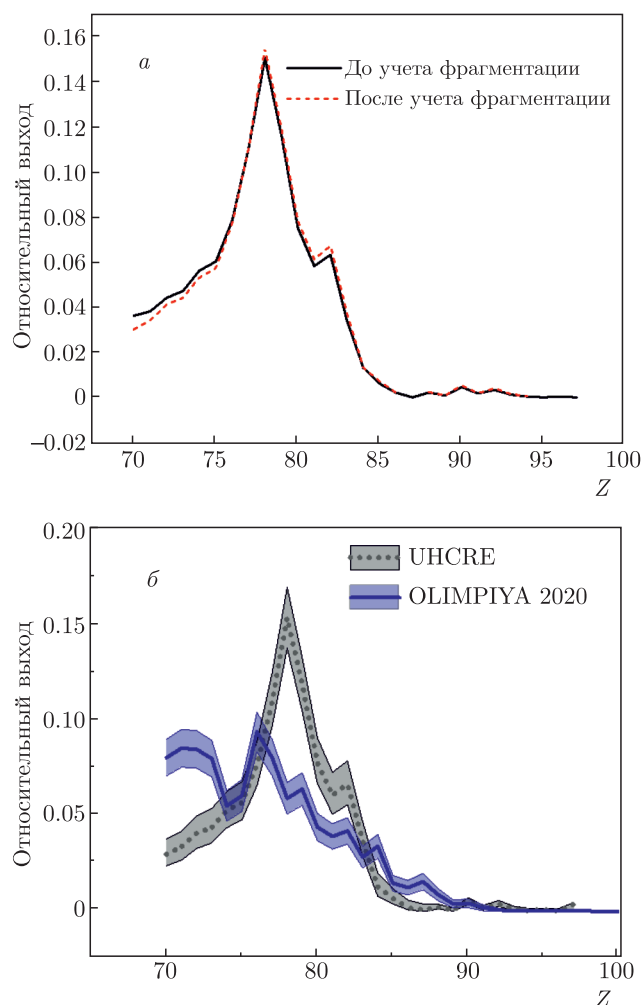 0.16
а
До учета фрагментации
0.14
После учета фрагментации
0.12
0.10
0.08
0.06
0.04
0.02
0
−0.02
Относительный выход
70 75 80 85 90 95 100
Z
0.20
б
UHCRE
OLIMPIYA 2020
0.15
0.10
0.05
0
Относительный выход
70 80 90 100
Z